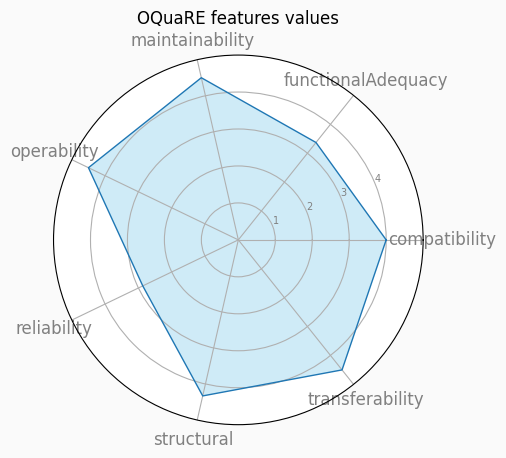 OQuaRE features values
maintainability
functionalAdequacy
operability
4
3
2
1
compatibility
reliability
transferability
structural